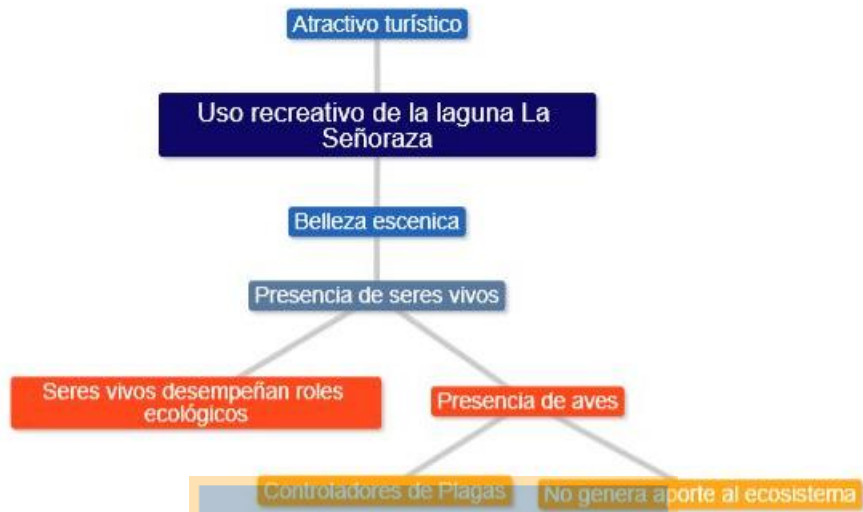 Atractivo turístico
Uso recreativo de la laguna La
Señoraza
Belleza escenica
Presencia de seres vivos
Seres vivos desempeñan roles
ecológicos
Presencia de aves
Controladores de Plagas
No genera aporte al ecosistema